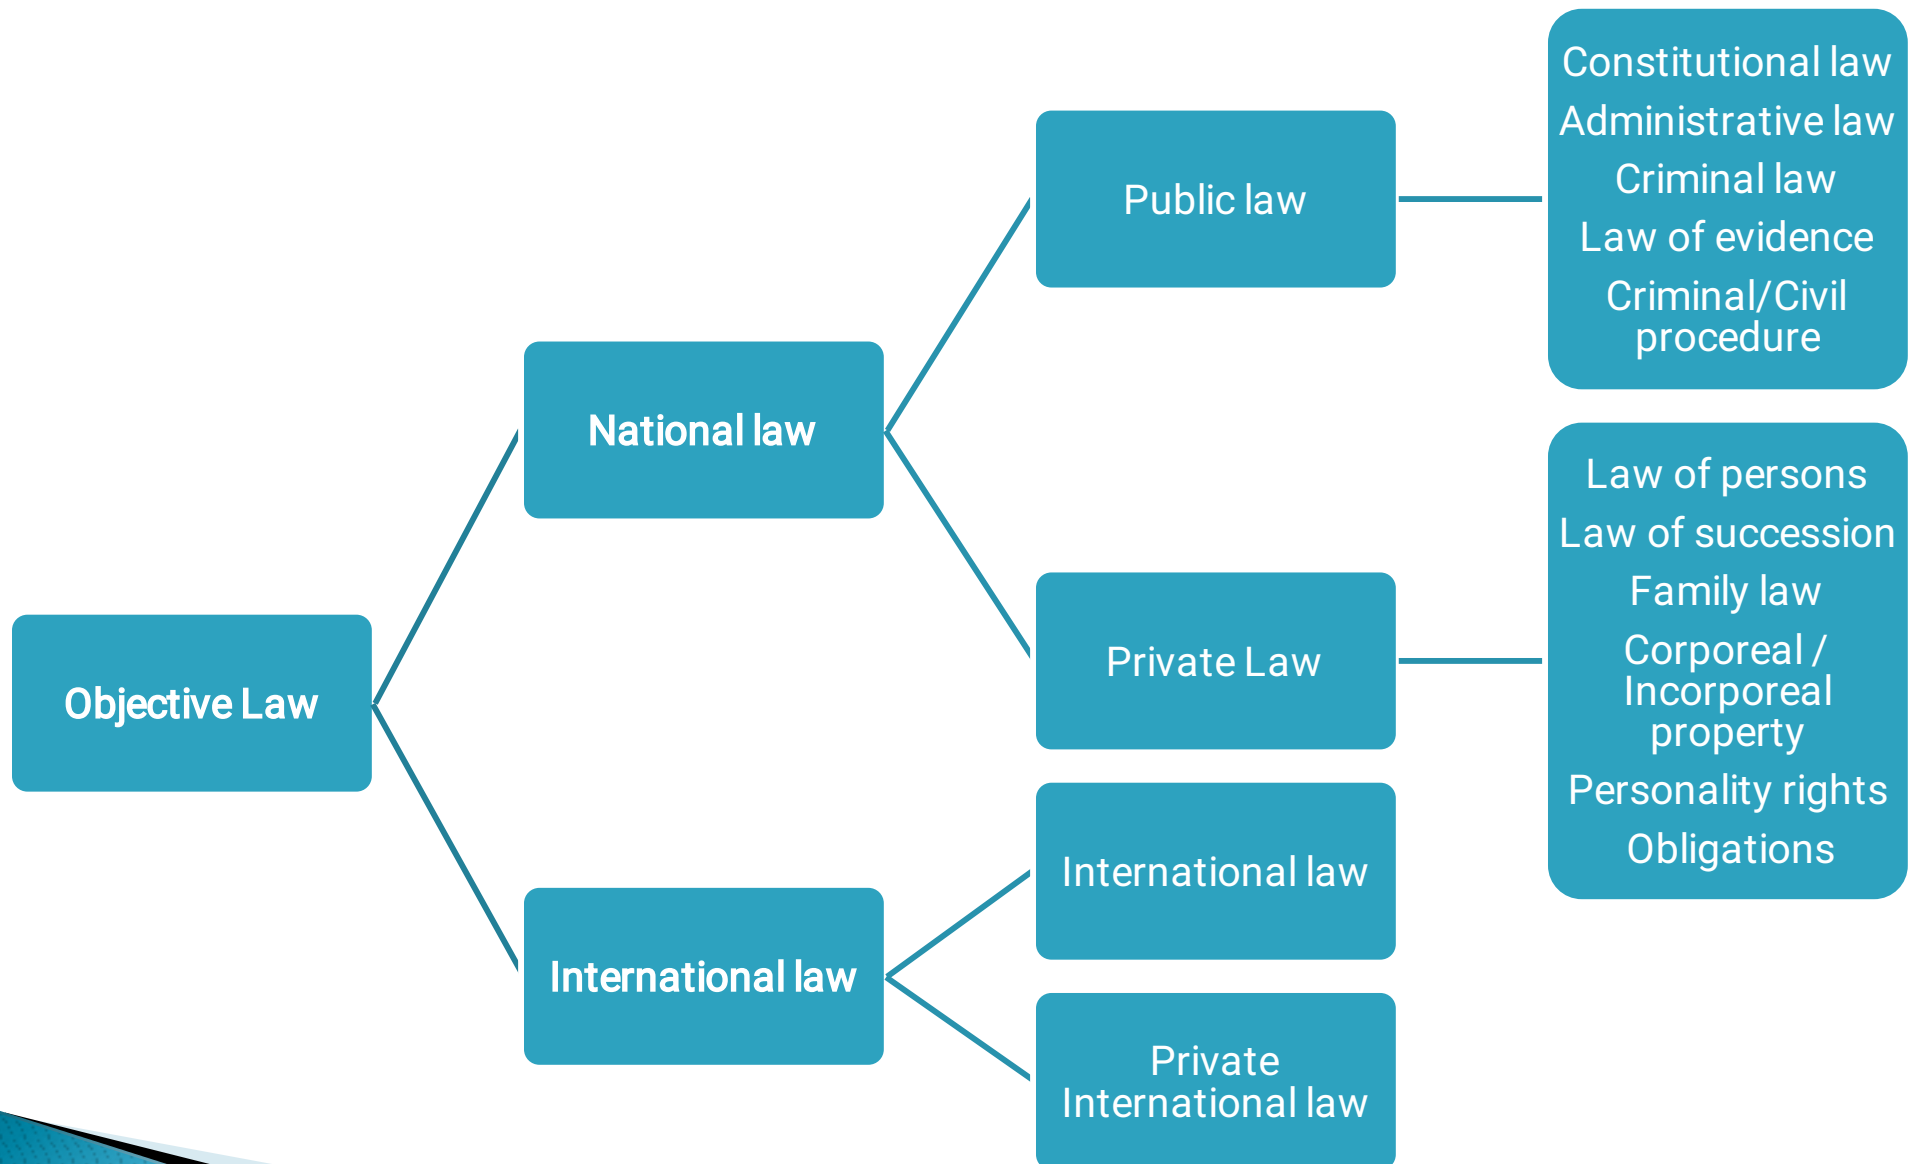 Objective Law
National law
International law
Public law
Private Law
International law
Private
International law
Constitutional law
Administrative law
Criminal law
Law of evidence
Criminal/Civil
procedure
Law of persons
Law of succession
Family law
Corporeal /
Incorporeal
property
Personality rights
Obligations